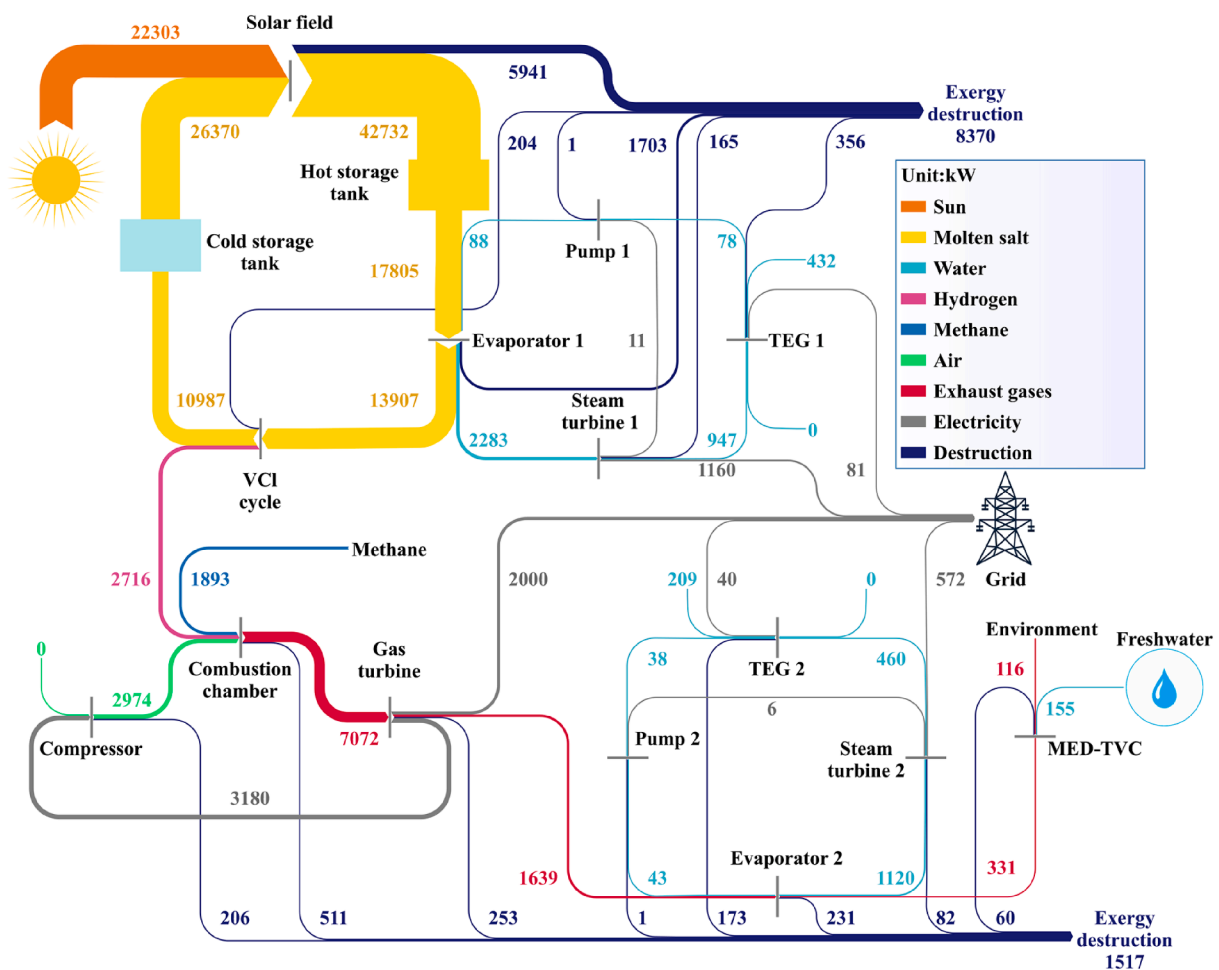 Solar field
22303
5941
Exergy
destruction
8370
26370
42732
204
1
1703
165
356
Hot storage
tank
Unit:kW
Sun
Molten salt
Water
Hydrogen
Methane
Air
Exhaust gases
Electricity
Destruction
Cold storage
tank
88
Pump 1
78
432
17805
Evaporator 1
11
TEG 1
10987
13907
Steam
turbine 1
2283
947
0
1160
81
VCl
cycle
Methane
2716
1893
2000
209
40
0
572
Grid
0
Combustion
chamber
Gas
turbine
38
TEG 2
460
Environment
Freshwater
116
155
2974
6
Compressor
7072
Pump 2
Steam
turbine 2
MED-TVC
3180
Evaporator 2
1639
43
1120
331
206
511
253
1
173
231
82
60
Exergy
destruction
1517